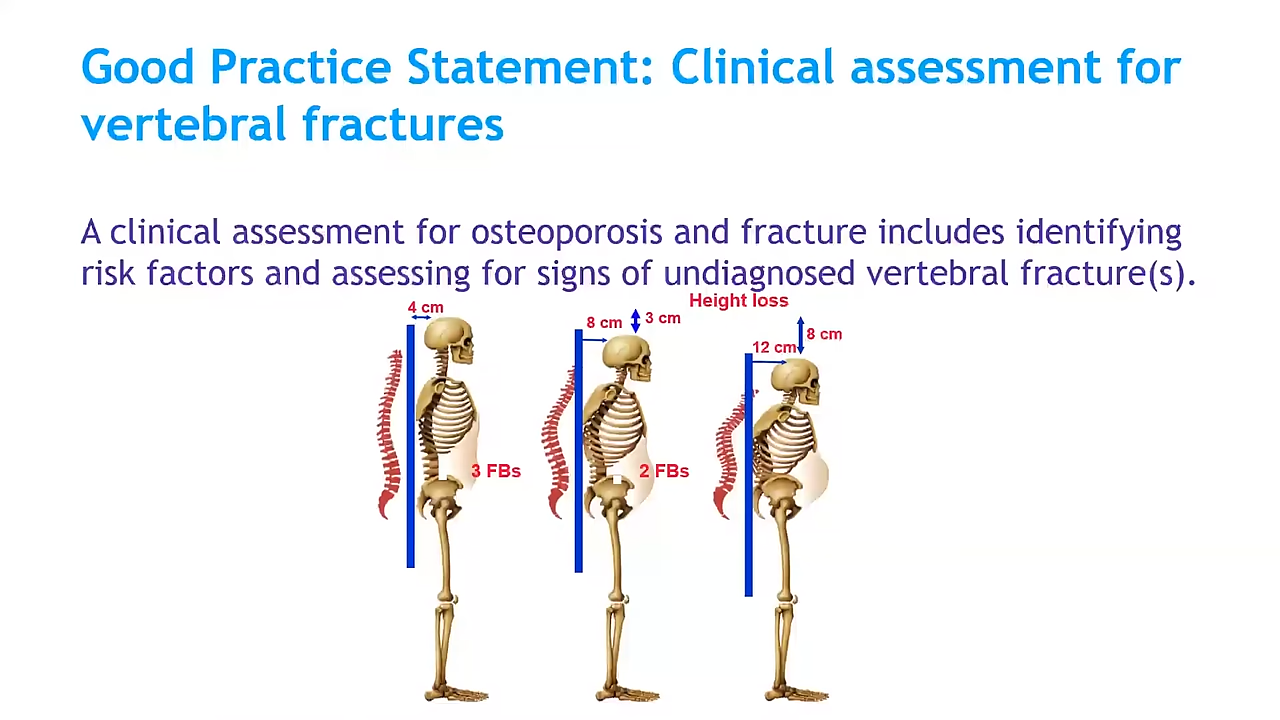 Good Practice Statement: Clinical assessment for
vertebral fractures
A clinical assessment for osteoporosis and fracture includes identifying
risk factors and assessing for signs of undiagnosed vertebral fracture(s).
Height loss
4 cm
8 cm
3 cm
12 cm
8 cm
3 FBs
2 FBs